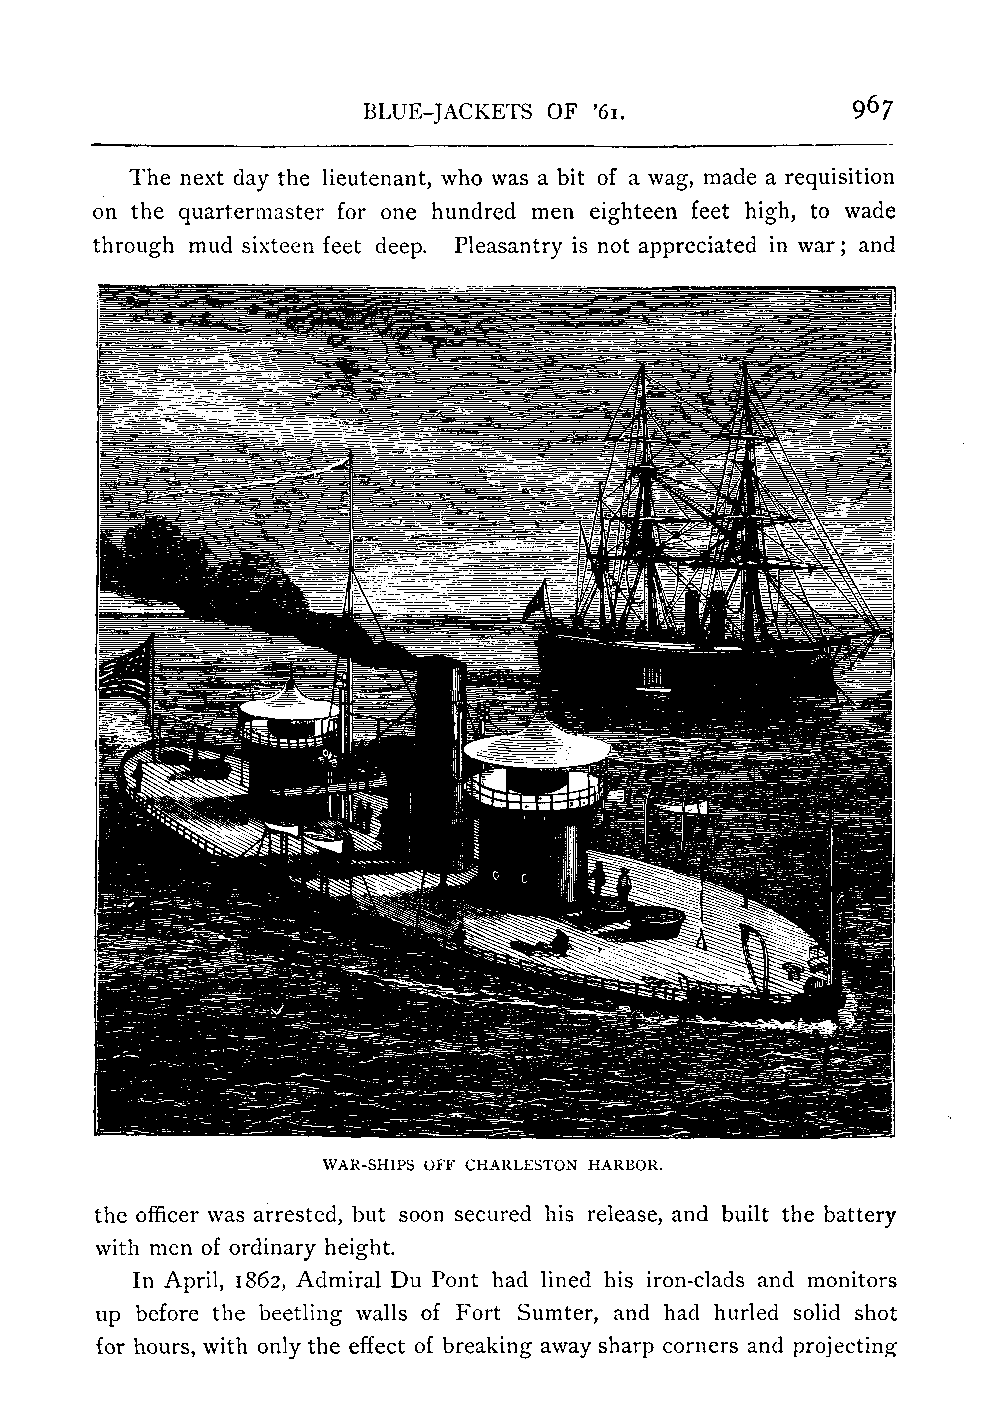 BLUE-JACKETS OF '61. 967
The next day the lieutenant, who was a bit of a wag, made a requisition
on the quartermaster for one hundred men eighteen feet high, to wade
through mud sixteen feet deep. Pleasantry is not appreciated in war; and
WAR-SHIPS OFF CHARLESTON HARBOR.
the officer was arrested, but soon secured his release, and built the battery
with men of ordinary height.
In April, 1862, Admiral Du Pont had lined his iron-clads and monitors
up before the beetling walls of Fort Sumter, and had hurled solid shot
for hours, with only the effect of breaking away sharp corners and projecting